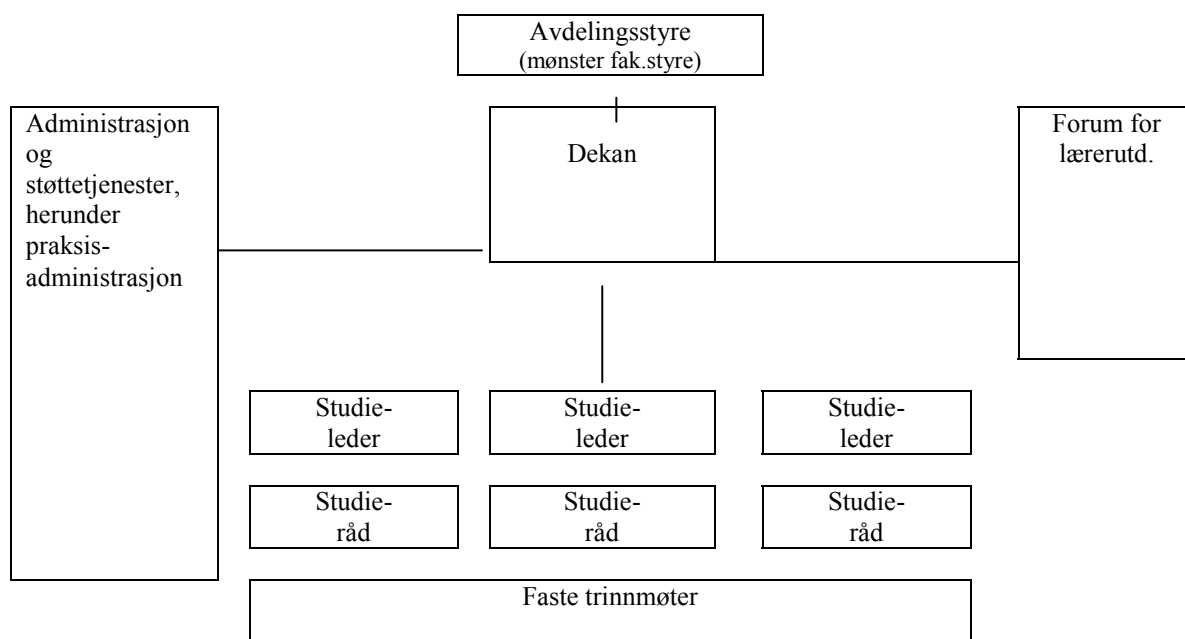 Avdelingsstyre
(mønster fak.styre)
Administrasjon
og
støttetjenester,
herunder
praksis-
administrasjon
Dekan
Forum for
lærerutd.
Studie-
leder
Studie-
leder
Studie-
leder
Studie-
råd
Studie-
råd
Studie-
råd
Faste trinnmøter